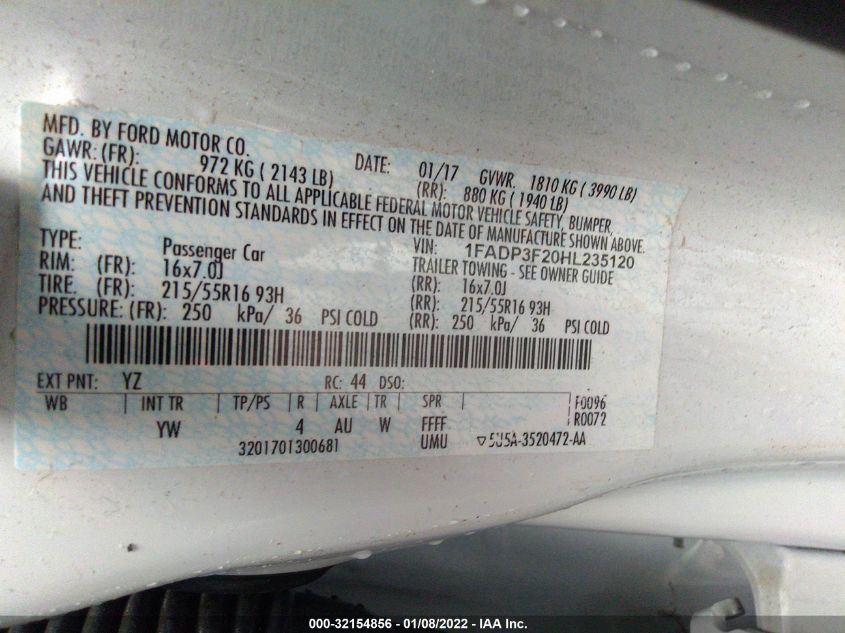 MFD. BY FORD MOTOR CO.
DATE: 01/17 GVWR. 1810 KG ( 3990 LB)
GAWR: (FR): 972 KG ( 2143 LB) (RR): 880 KG ( 1940 LB)
THIS VEHICLE CONFORMS TO ALL APPLICABLE FEDERAL MOTOR VEHICLE SAFETY, BUMPER,
AND THEFT PREVENTION STANDARDS IN EFFECT ON THE DATE OF MANUFACTURE SHOWN ABOVE.
VIN: 1FADP3F20HL235120
TYPE: Passenger Car TRAILER TOWING - SEE OWNER GUIDE
RIM: (FR): 16x7.0J (RR): 16x7.0J
TIRE. (FR): 215/55R16 93H (RR): 215/55R16 93H
PRESSURE: (FR): 250 kPa/ 36 PSI COLD (RR): 250 kPa/ 36 PSI COLD
EXT PNT: YZ RC: 44 DSO:
WB INT TR TP/PS R AXLE TR SPR F0096
YW 4 AU W FFFF R0072
3201701300681 UMU 5U5A-3520472-AA
000-32154856 - 01/08/2022 - IAA Inc.